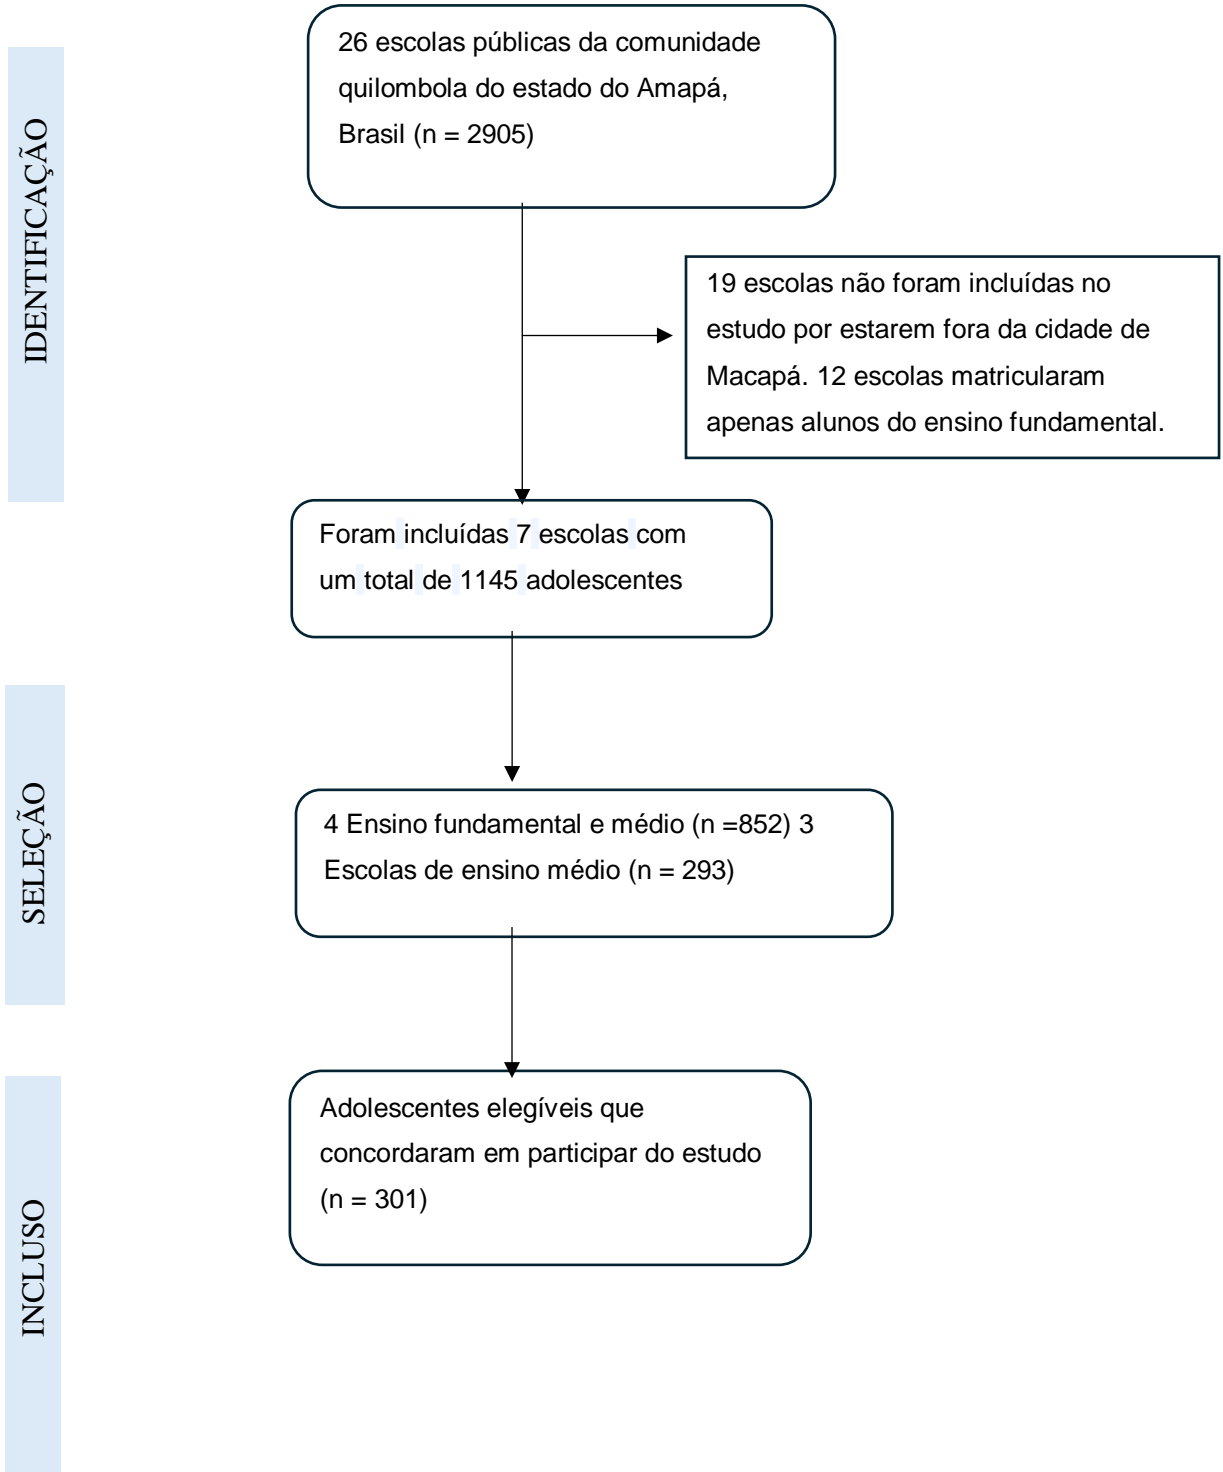 IDENTIFICAÇÃO
26 escolas públicas da comunidade
quilombola do estado do Amapá,
Brasil (n = 2905)
19 escolas não foram incluídas no
estudo por estarem fora da cidade de
Macapá. 12 escolas matricularam
apenas alunos do ensino fundamental.
Foram incluídas 7 escolas com
um total de 1145 adolescentes
SELEÇÃO
4 Ensino fundamental e médio (n =852) 3
Escolas de ensino médio (n = 293)
INCLUSO
Adolescentes elegíveis que
concordaram em participar do estudo
(n = 301)